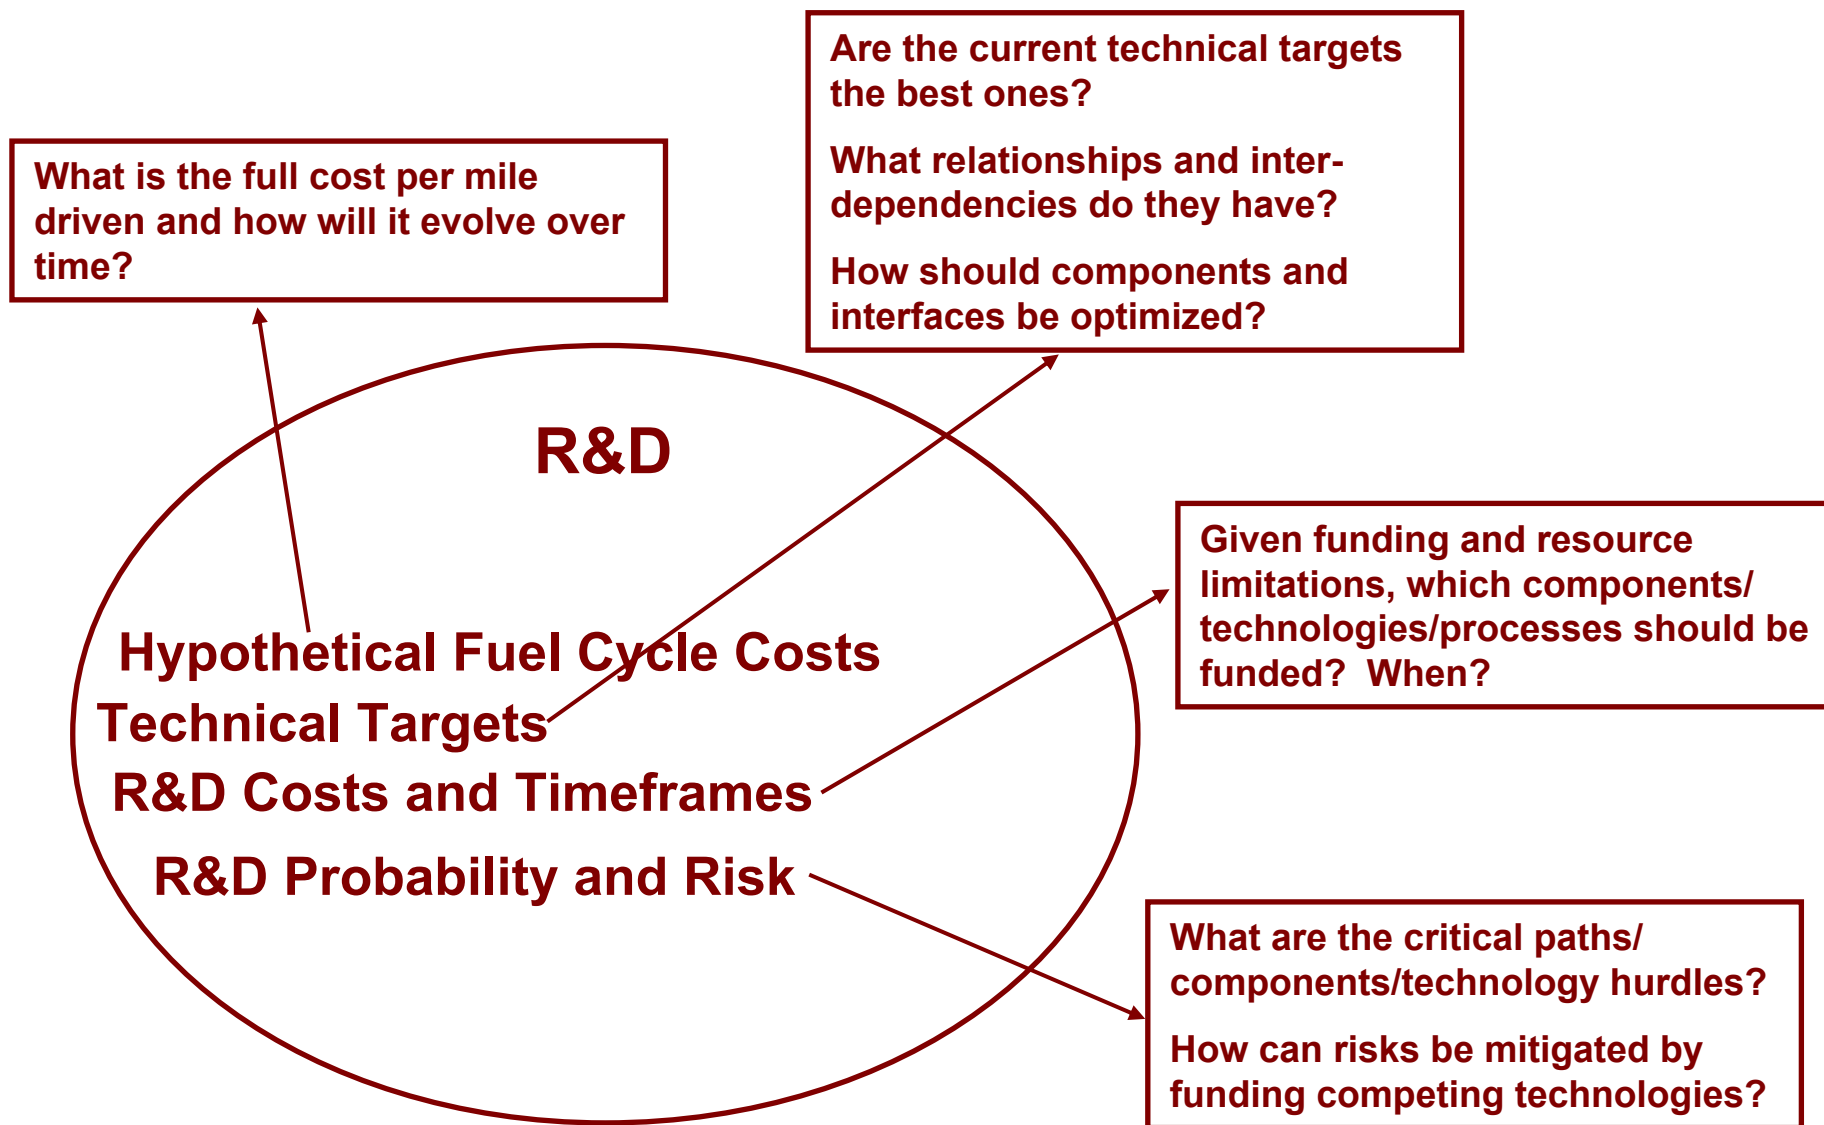 Are the current technical targets
the best ones?
What relationships and inter-
dependencies do they have?
How should components and
interfaces be optimized?
What is the full cost per mile
driven and how will it evolve over
time?
R&D
Given funding and resource
limitations, which components/
technologies/processes should be
funded?  When?
Hypothetical Fuel Cycle Costs
Technical Targets
R&D Costs and Timeframes
R&D Probability and Risk
What are the critical paths/
components/technology hurdles?
How can risks be mitigated by
funding competing technologies?